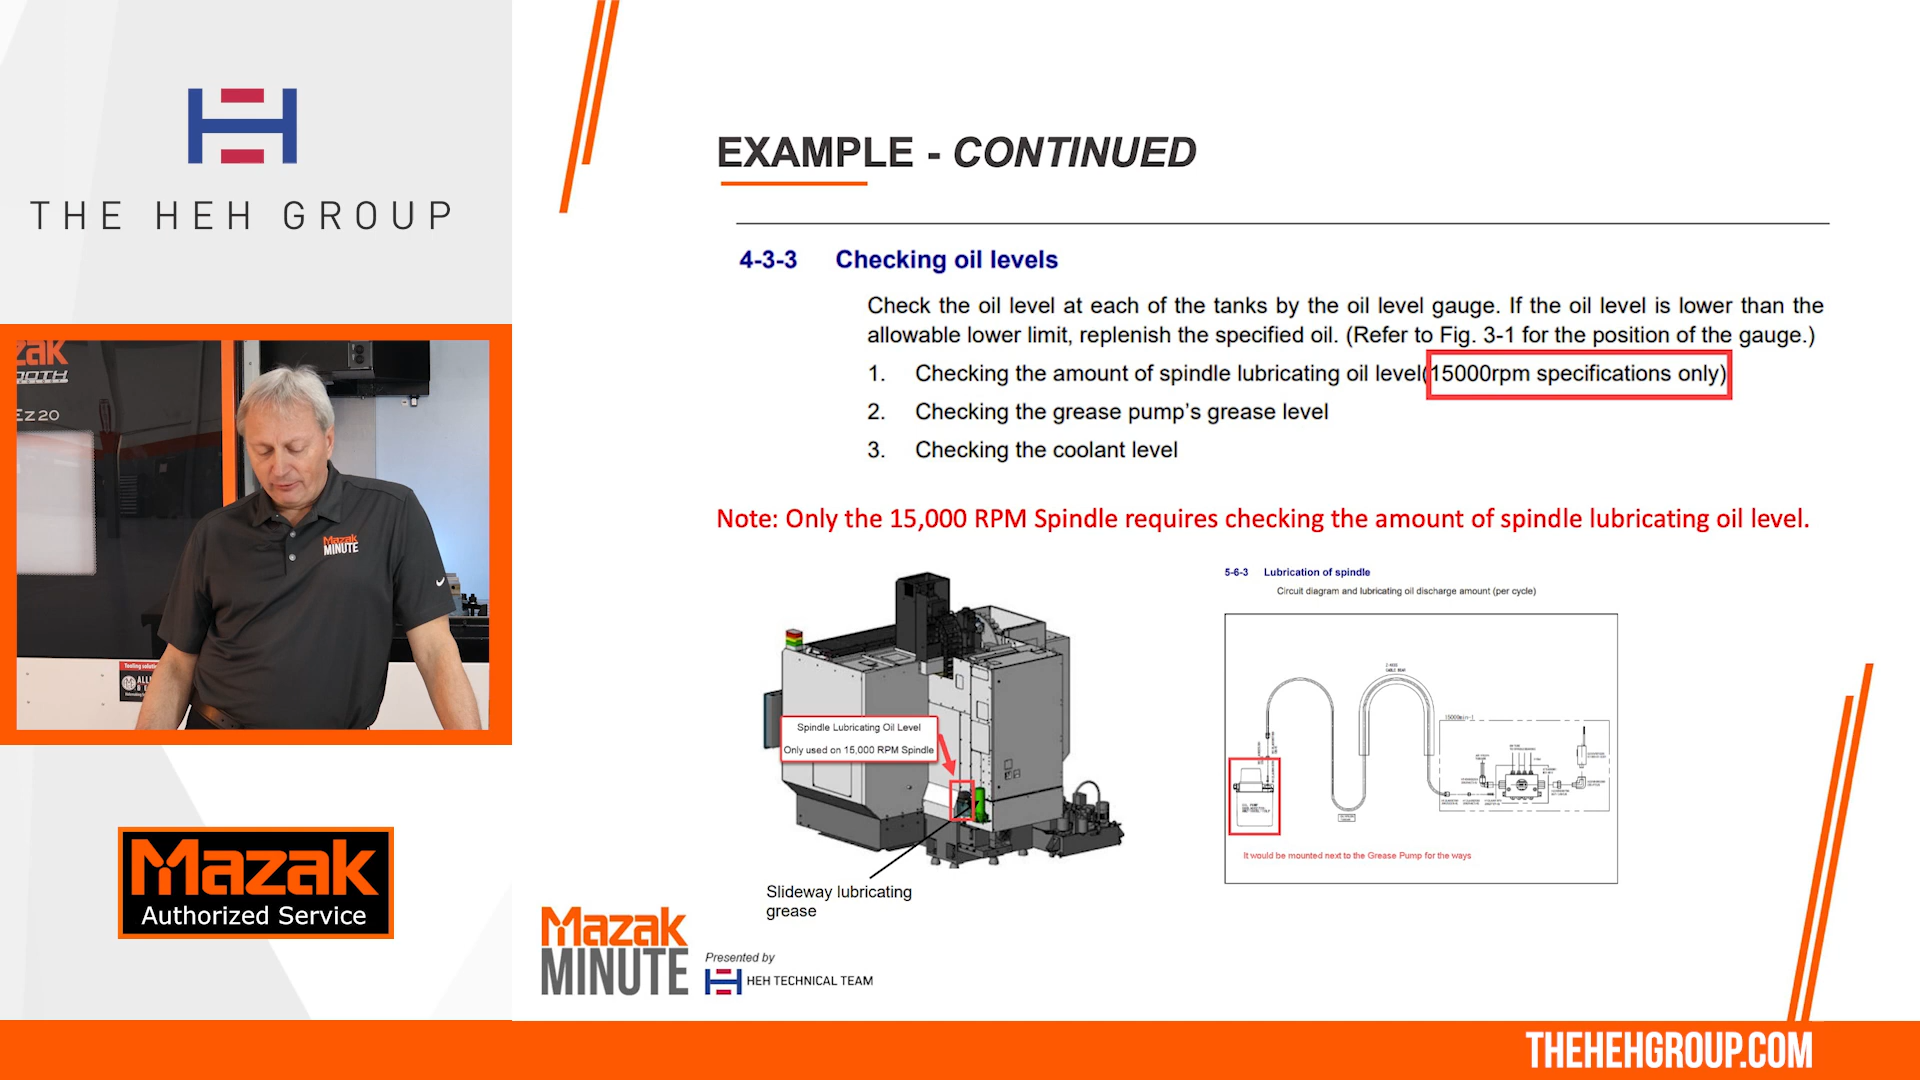 THE HEH GROUP
Mazak
Ez20
Mazak
MINUTE
Mazak
Authorized Service
EXAMPLE - CONTINUED
4-3-3 Checking oil levels
Check the oil level at each of the tanks by the oil level gauge. If the oil level is lower than the
allowable lower limit, replenish the specified oil. (Refer to Fig. 3-1 for the position of the gauge.)
1. Checking the amount of spindle lubricating oil level(15000rpm specifications only)
2. Checking the grease pump's grease level
3. Checking the coolant level
Note: Only the 15,000 RPM Spindle requires checking the amount of spindle lubricating oil level.
Spindle Lubricating Oil Level
Only used on 15,000 RPM Spindle
Slideway lubricating
grease
5-6-3 Lubrication of spindle
Circuit diagram and lubricating oil discharge amount (per cycle)
It would be mounted next to the Grease Pump for the ways
Mazak
MINUTE
Presented by
HEH TECHNICAL TEAM
THEHEHGROUP.COM